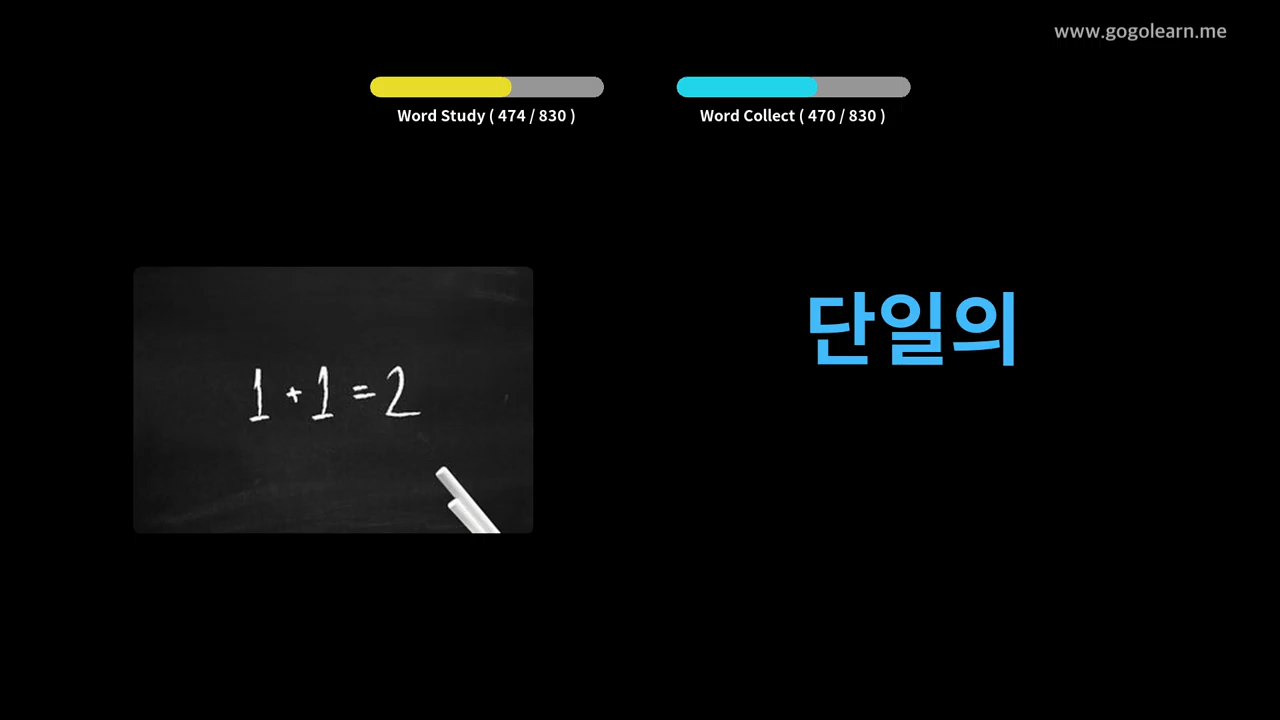 www.gogolearn.me
Word Study ( 474 / 830 )
Word Collect ( 470 / 830 )
단일의
1 + 1 = 2